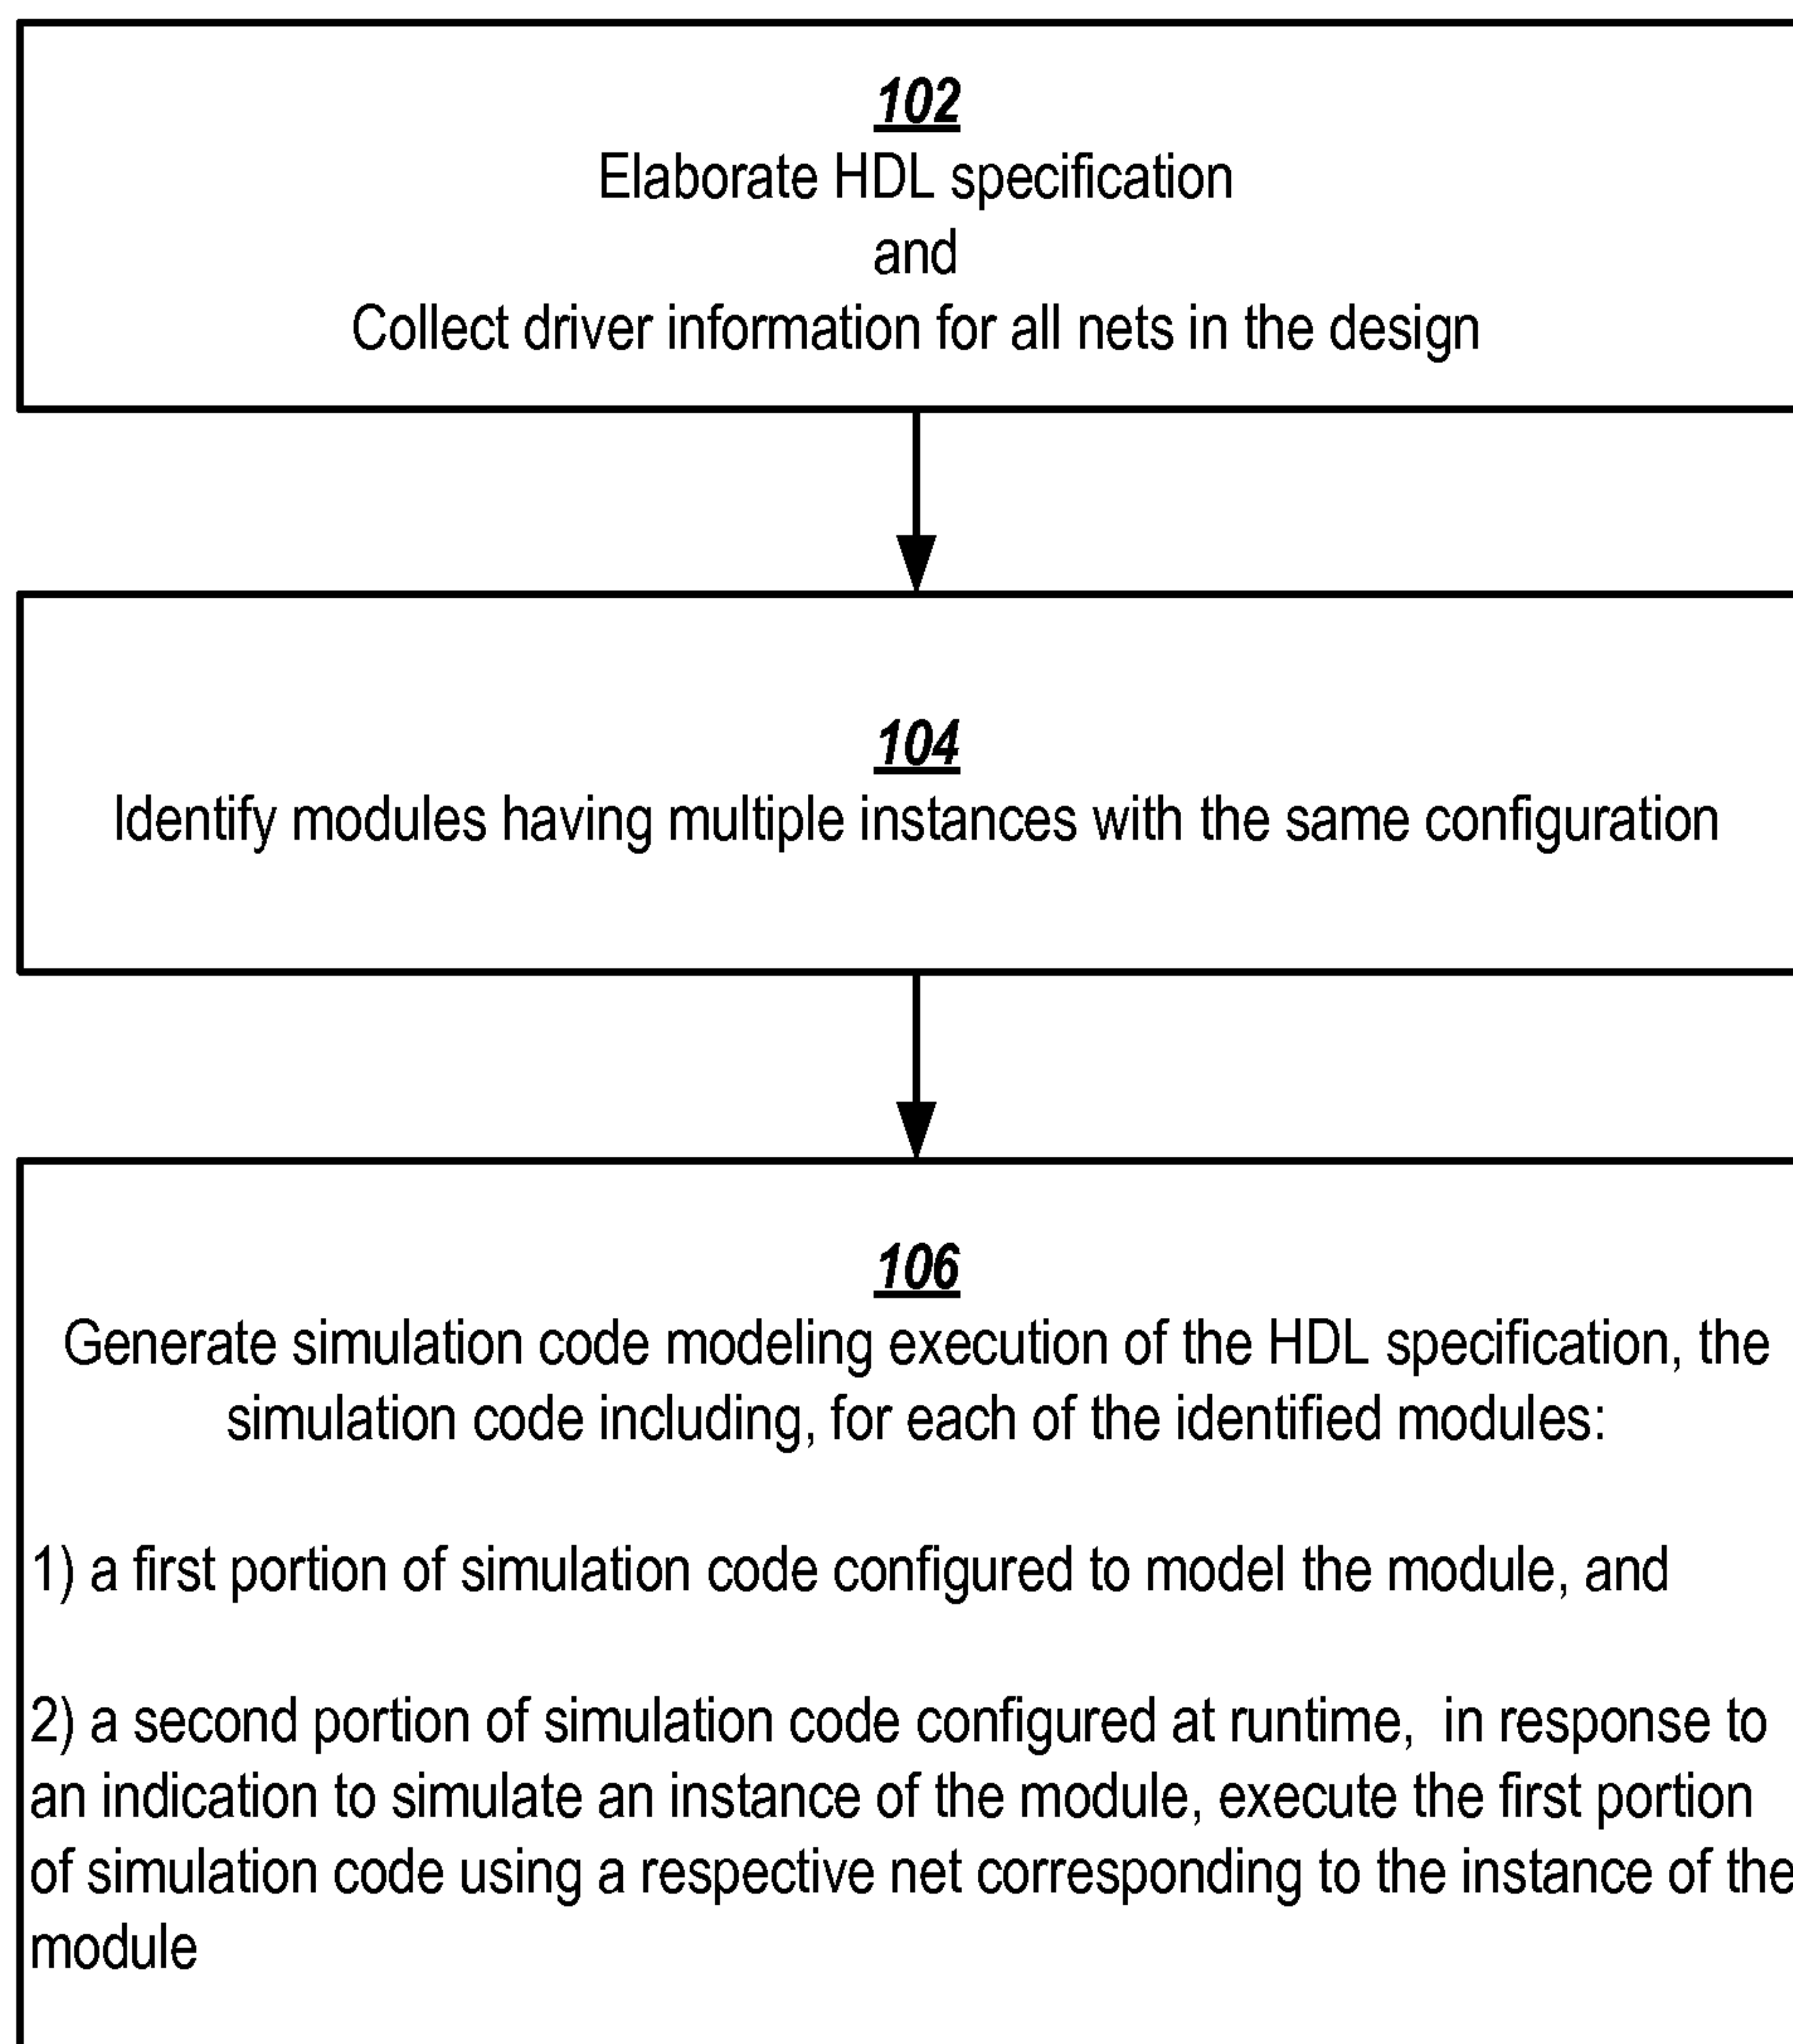 102
Elaborate HDL specification
and
Collect driver information for all nets in the design
104
Identify modules having multiple instances with the same configuration
106
Generate simulation code modeling execution of the HDL specification, the
simulation code including, for each of the identified modules:
1) a first portion of simulation code configured to model the module, and
2) a second portion of simulation code configured at runtime, in response to
an indication to simulate an instance of the module, execute the first portion
of simulation code using a respective net corresponding to the instance of the
module